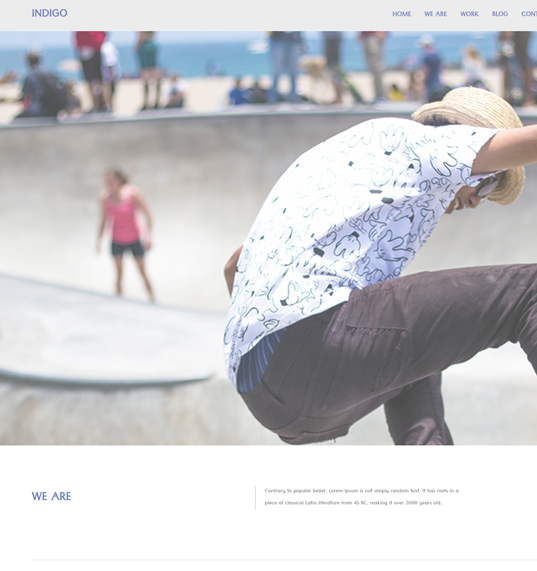 INDIGO
HOME WE ARE WORK BLOG CONT
WE ARE
Contrary to popular belief, Lorem Ipsum is not simply random text. It has roots in a
piece of classical Latin literature from 45 BC, making it over 2000 years old.